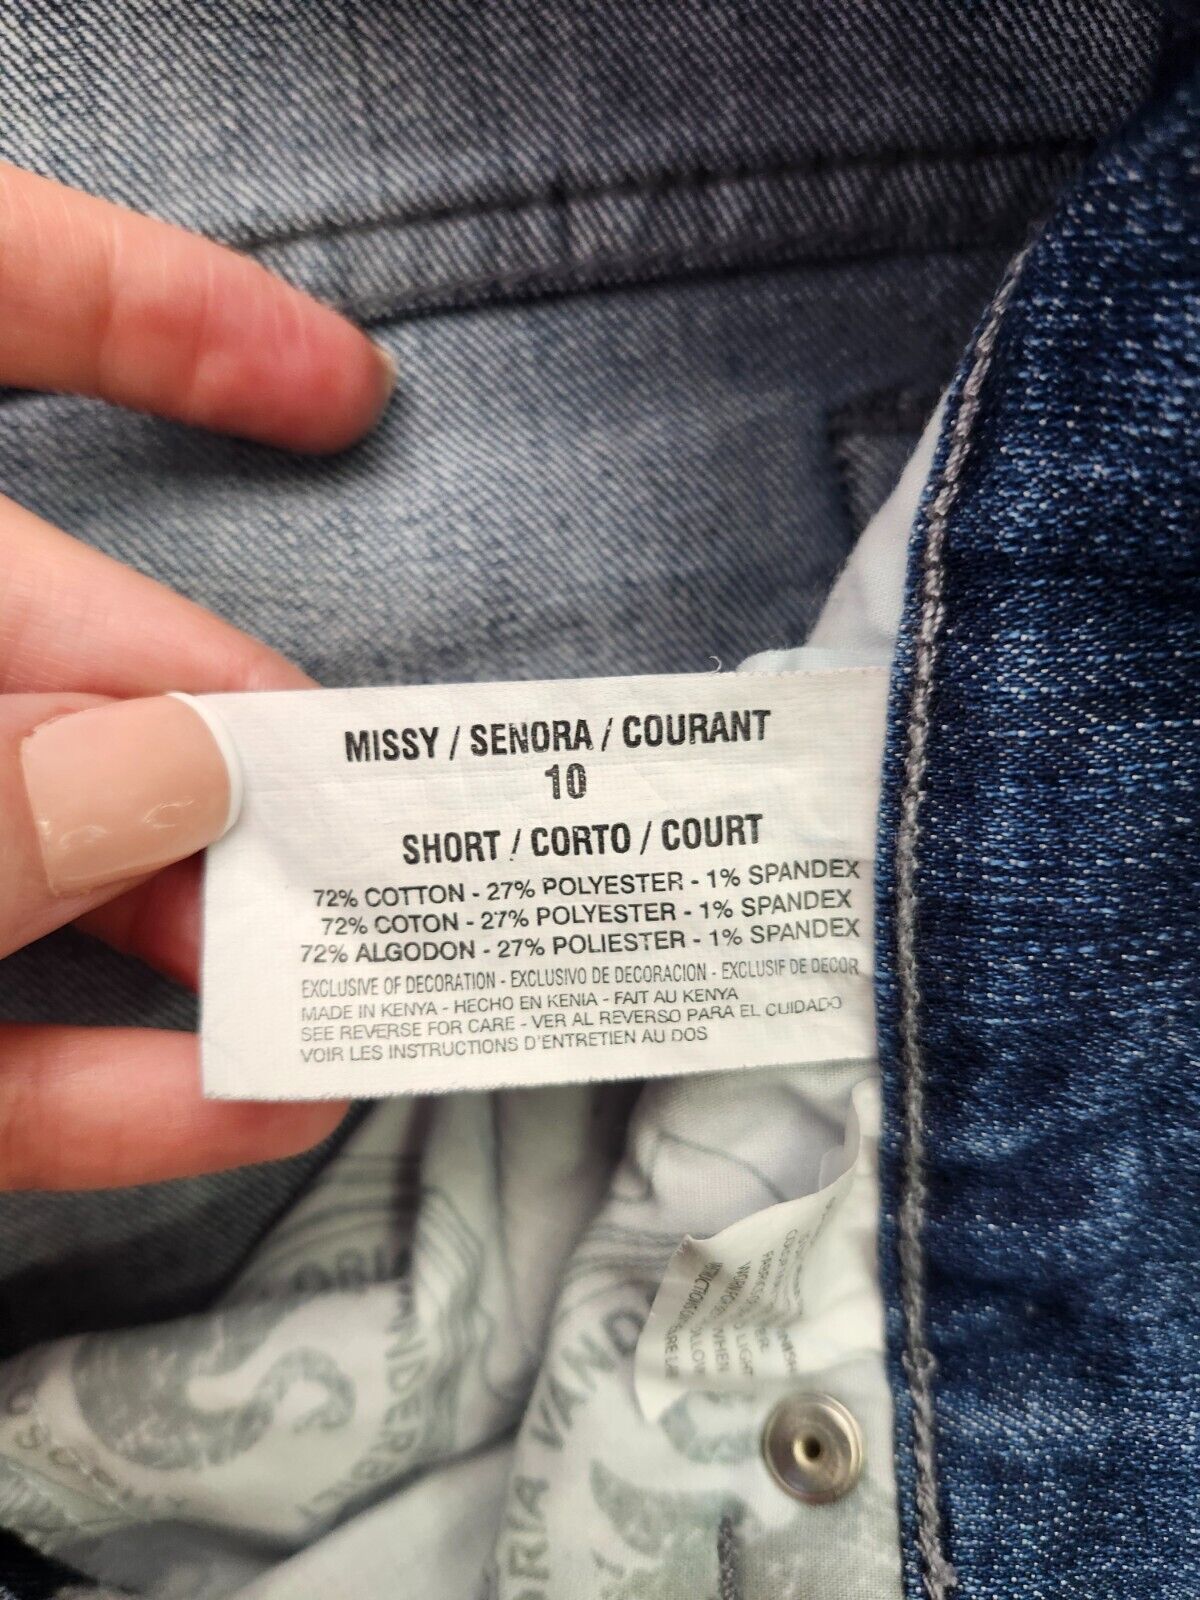 MISSY / SENORA / COURANT
10
SHORT / CORTO / COURT
72% COTTON - 27% POLYESTER - 1% SPANDEX
72% COTON - 27% POLYESTER - 1% SPANDEX
72% ALGODON - 27% POLIESTER - 1% SPANDEX
EXCLUSIVE OF DECORATION - EXCLUSIVO DE DECORACION - EXCLUSIF DE DECOR
MADE IN KENYA - HECHO EN KENIA - FAIT AU KENYA
SEE REVERSE FOR CARE - VER AL REVERSO PARA EL CUIDADO
VOIR LES INSTRUCTIONS D'ENTRETIEN AU DOS